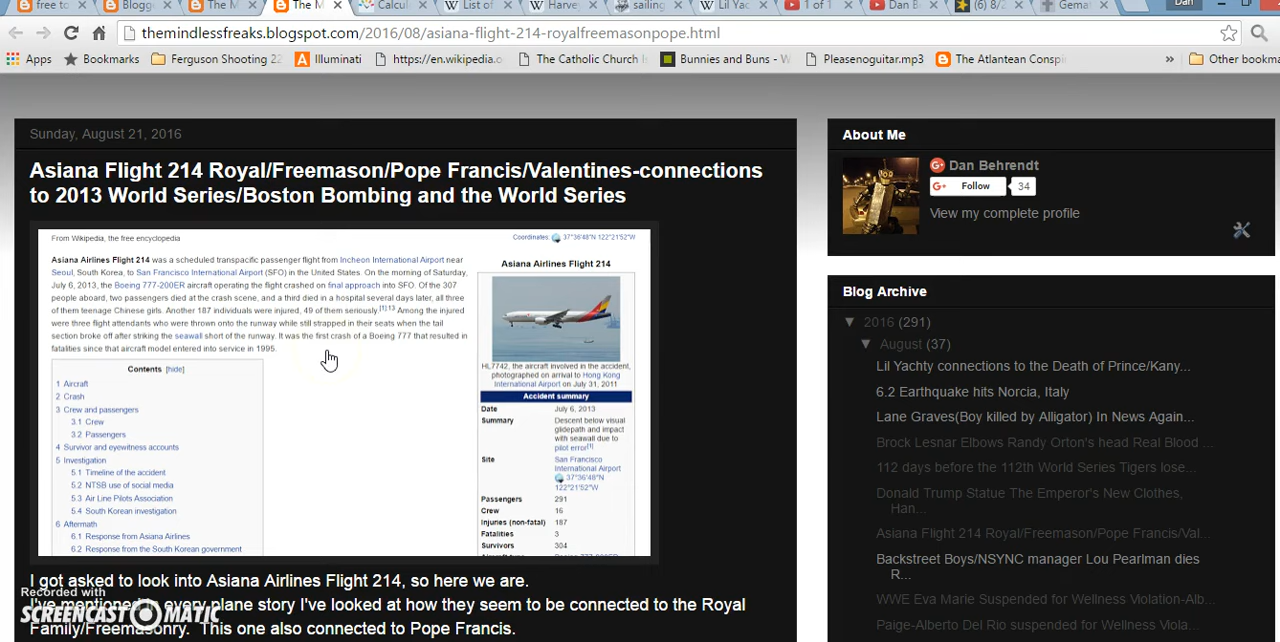 free to
Blogge
The M
The M
Calcul
List of
Harve
sailing
Lil Yac
1 of 1
Dan B
(6) 8/2
Gema
Dan
themindlessfreaks.blogspot.com/2016/08/asiana-flight-214-royalfreemasonpope.html
Apps Bookmarks Ferguson Shooting 22 Illuminati https://en.wikipedia.o The Catholic Church Bunnies and Buns - W Pleasenoguitar.mp3 The Atlantean Conspi » Other bookma
Sunday, August 21, 2016
Asiana Flight 214 Royal/Freemason/Pope Francis/Valentines-connections
to 2013 World Series/Boston Bombing and the World Series
From Wikipedia, the free encyclopedia
Coordinates: 37°36'48"N 122°21'52"W
Asiana Airlines Flight 214 was a scheduled transpacific passenger flight from Incheon International Airport near
Seoul, South Korea, to San Francisco International Airport (SFO) in the United States. On the morning of Saturday,
July 6, 2013, the Boeing 777-200ER aircraft operating the flight crashed on final approach into SFO. Of the 307
people aboard, two passengers died at the crash scene, and a third died in a hospital several days later, all three
of them teenage Chinese girls. Another 187 individuals were injured, 49 of them seriously.[1]:13 Among the injured
were three flight attendants who were thrown onto the runway while still strapped in their seats when the tail
section broke off after striking the seawall short of the runway. It was the first crash of a Boeing 777 that resulted in
fatalities since that aircraft model entered into service in 1995.
Contents [hide]
1 Aircraft
2 Crash
3 Crew and passengers
3.1 Crew
3.2 Passengers
4 Survivor and eyewitness accounts
5 Investigation
5.1 Timeline of the accident
5.2 NTSB use of social media
5.3 Air Line Pilots Association
5.4 South Korean investigation
6 Aftermath
6.1 Response from Asiana Airlines
6.2 Response from the South Korean government
Asiana Airlines Flight 214
HL7742, the aircraft involved in the accident,
photographed on arrival to Hong Kong
International Airport on July 31, 2011
Accident summary
Date July 6, 2013
Summary Descent below visual
glidepath and impact
with seawall due to
pilot error[1]
Site San Francisco
International Airport
37°36'48"N
122°21'52"W
Passengers 291
Crew 16
Injuries (non-fatal) 187
Fatalities 3
Survivors 304
I got asked to look into Asiana Airlines Flight 214, so here we are.
I've mentioned in every plane story I've looked at how they seem to be connected to the Royal
Family/Freemasonry. This one also connected to Pope Francis.
Recorded with
SCREENCAST MATIC
About Me
Dan Behrendt
Follow 34
View my complete profile
Blog Archive
▼ 2016 (291)
▼ August (37)
Lil Yachty connections to the Death of Prince/Kany...
6.2 Earthquake hits Norcia, Italy
Lane Graves(Boy killed by Alligator) In News Again...
Brock Lesnar Elbows Randy Orton's head Real Blood ...
112 days before the 112th World Series Tigers lose...
Donald Trump Statue The Emperor's New Clothes,
Han...
Asiana Flight 214 Royal/Freemason/Pope Francis/Val...
Backstreet Boys/NSYNC manager Lou Pearlman dies
R...
WWE Eva Marie Suspended for Wellness Violation-Alb...
Paige-Alberto Del Rio suspended for Wellness Viola...